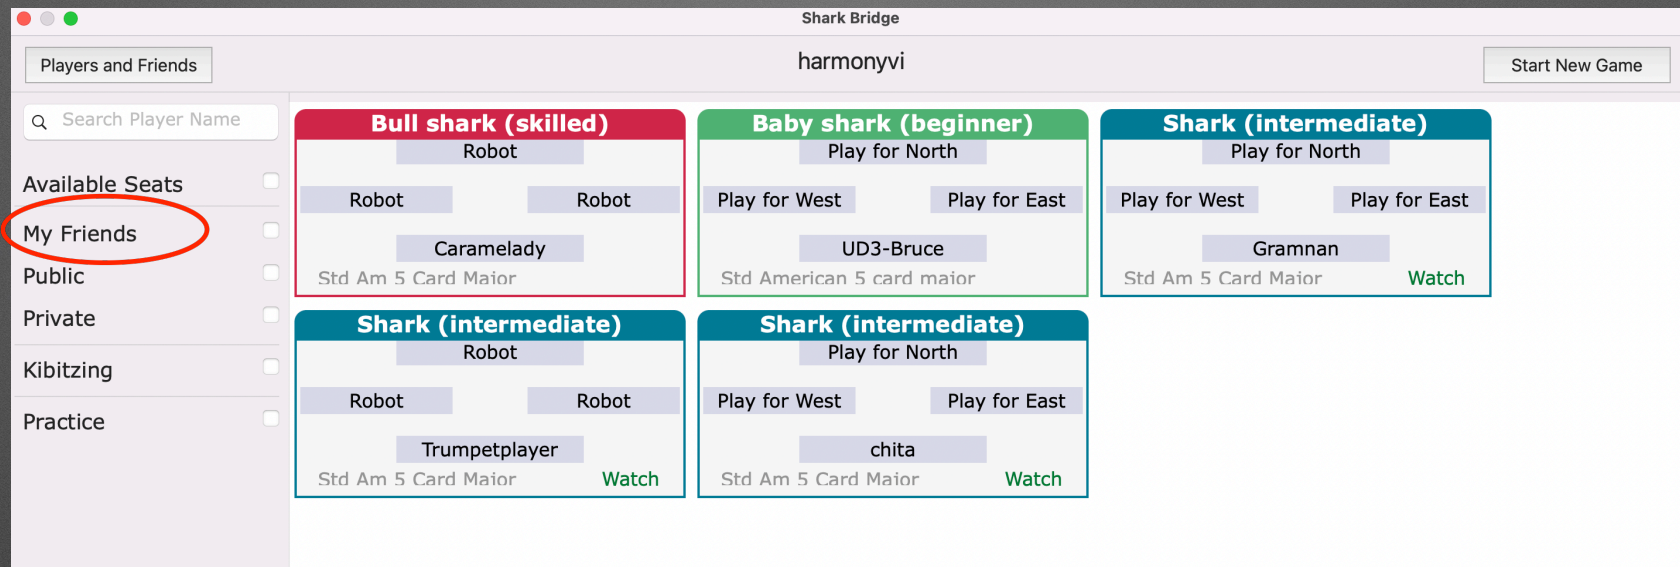 Shark Bridge
Players and Friends
harmonyvi
Start New Game
Search Player Name
Available Seats
My Friends
Public
Private
Kibitzing
Practice
Bull shark (skilled)
Robot
Robot Robot
Caramelady
Std Am 5 Card Major
Baby shark (beginner)
Play for North
Play for West Play for East
UD3-Bruce
Std American 5 card major
Shark (intermediate)
Play for North
Play for West Play for East
Gramnan
Std Am 5 Card Major Watch
Shark (intermediate)
Robot
Robot Robot
Trumpetplayer
Std Am 5 Card Major Watch
Shark (intermediate)
Play for North
Play for West Play for East
chita
Std Am 5 Card Major Watch